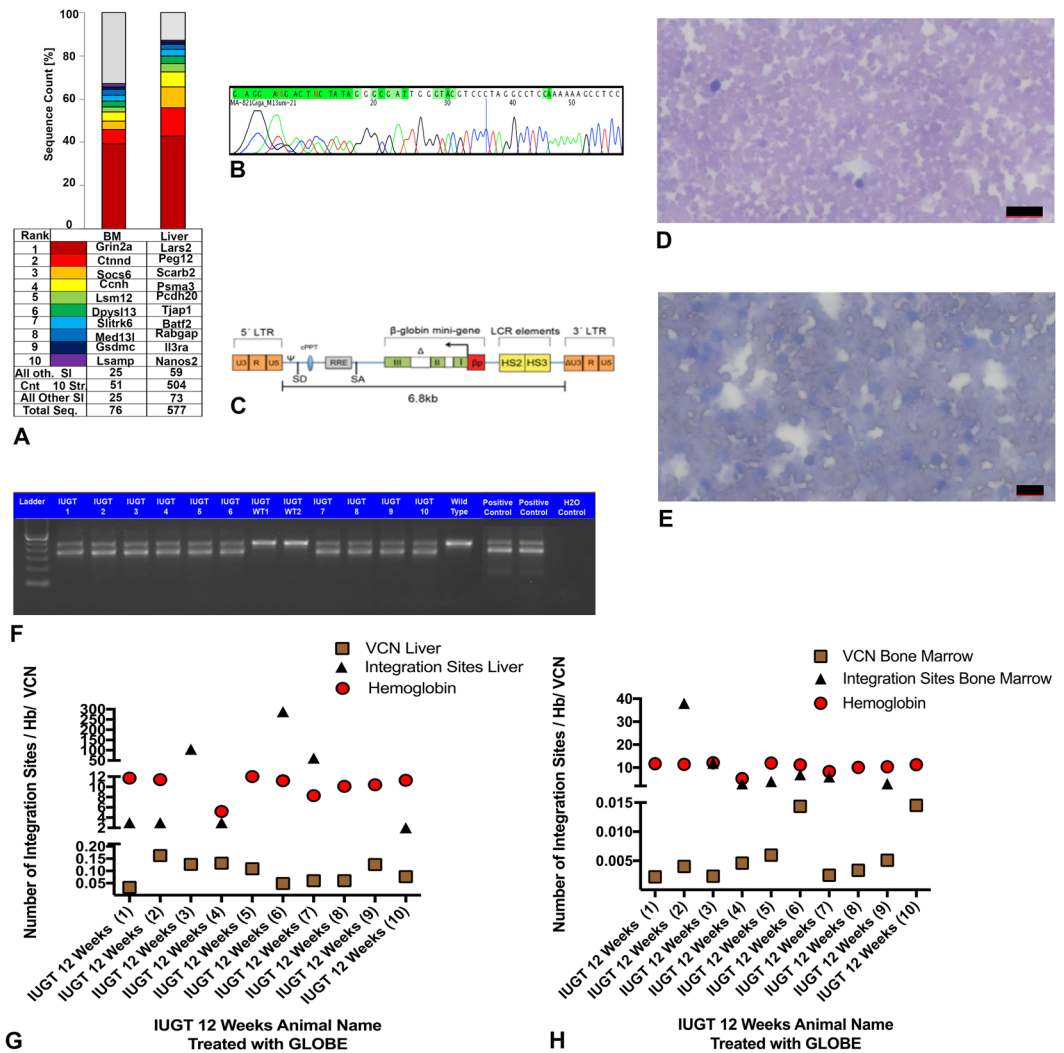 100
80
60
40
20
0
Sequence Count [%]
Rank BM Liver
1 Grin2a Lars2
2 Ctnnd Peg12
3 Socs6 Scarb2
4 Ccnh Psma3
5 Lsm12 Pcdh20
6 Dpysl13 Tjap1
7 Slitrk6 Batf2
8 Med13l Rabgap
9 Gsdmc Il3ra
10 Lsamp Nanos2
All oth. SI 25 59
Cnt 10 Str. 51 504
All Other SI 25 73
Total Seq. 76 577
A
GACTNCTATAGGGCGATTGGGTACGTCCCTAGGCCTCCAAAAAAGCCTCC
MA-821Giga_M13uni-21 20 30 40 50
B
5´ LTR β-globin mini-gene LCR elements 3´ LTR
cPPT
U3 R U5 Ψ RRE Δ III II I βp HS2 HS3 ΔU3 R U5
SD SA
6.8kb
C
D
E
Ladder IUGT 1 IUGT 2 IUGT 3 IUGT 4 IUGT 5 IUGT 6 IUGT WT1 IUGT WT2 IUGT 7 IUGT 8 IUGT 9 IUGT 10 Wild Type Positive Control Positive Control H2O Control
F
VCN Liver
Integration Sites Liver
Hemoglobin
Number of Integration Sites / Hb/ VCN
300
250
200
150
100
50
12
10
8
6
4
2
0.20
0.15
0.10
0.05
IUGT 12 Weeks (1)
IUGT 12 Weeks (2)
IUGT 12 Weeks (3)
IUGT 12 Weeks (4)
IUGT 12 Weeks (5)
IUGT 12 Weeks (6)
IUGT 12 Weeks (7)
IUGT 12 Weeks (8)
IUGT 12 Weeks (9)
IUGT 12 Weeks (10)
IUGT 12 Weeks Animal Name
Treated with GLOBE
G
VCN Bone Marrow
Integration Sites Bone Marrow
Hemoglobin
Number of Integration Sites / Hb/ VCN
40
30
20
10
0.015
0.010
0.005
IUGT 12 Weeks (1)
IUGT 12 Weeks (2)
IUGT 12 Weeks (3)
IUGT 12 Weeks (4)
IUGT 12 Weeks (5)
IUGT 12 Weeks (6)
IUGT 12 Weeks (7)
IUGT 12 Weeks (8)
IUGT 12 Weeks (9)
IUGT 12 Weeks (10)
IUGT 12 Weeks Animal Name
Treated with GLOBE
H